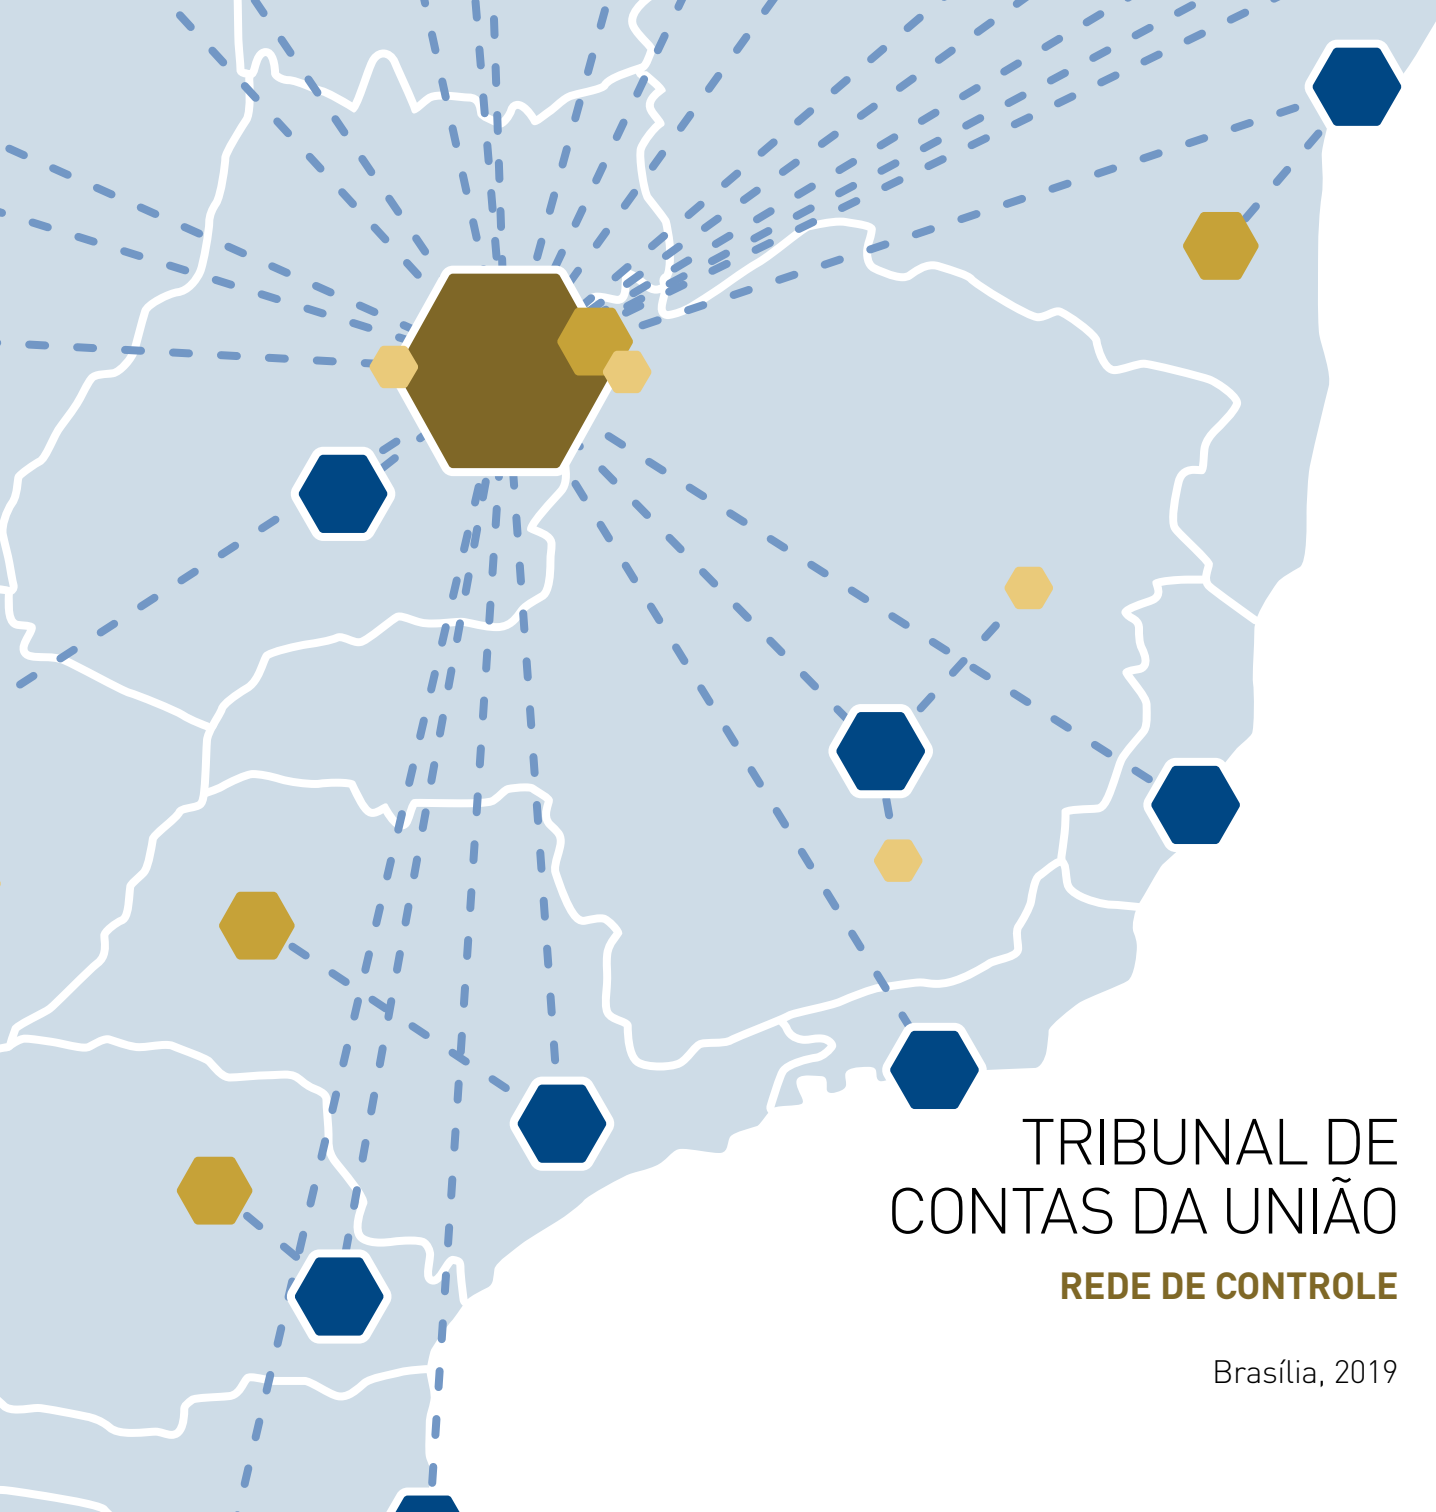 TRIBUNAL DE
CONTAS DA UNIÃO
REDE DE CONTROLE
Brasília, 2019